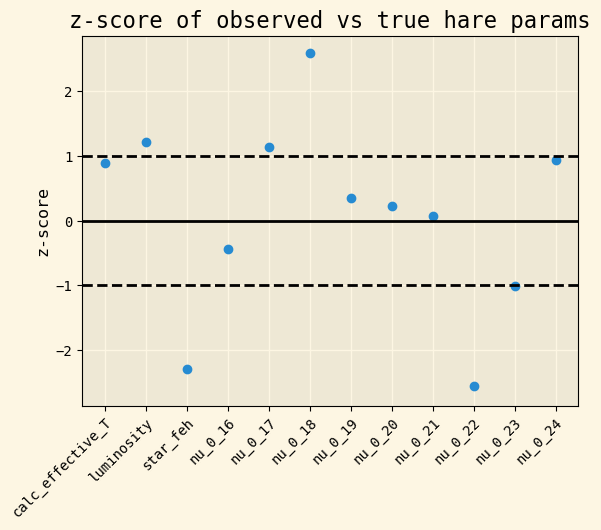 z-score of observed vs true hare params
z-score
2
1
0
−1
−2
calc_effective_T
luminosity
star_feh
nu_0_16
nu_0_17
nu_0_18
nu_0_19
nu_0_20
nu_0_21
nu_0_22
nu_0_23
nu_0_24